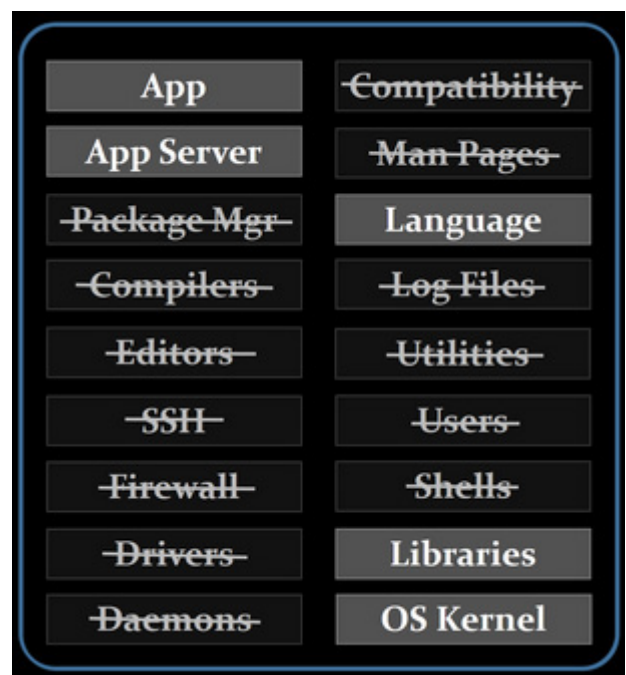 App
App Server
Package Mgr
Compilers
Editors
SSH
Firewall
Drivers
Daemons
Compatibility
Man Pages
Language
Log Files
Utilities
Users
Shells
Libraries
OS Kernel